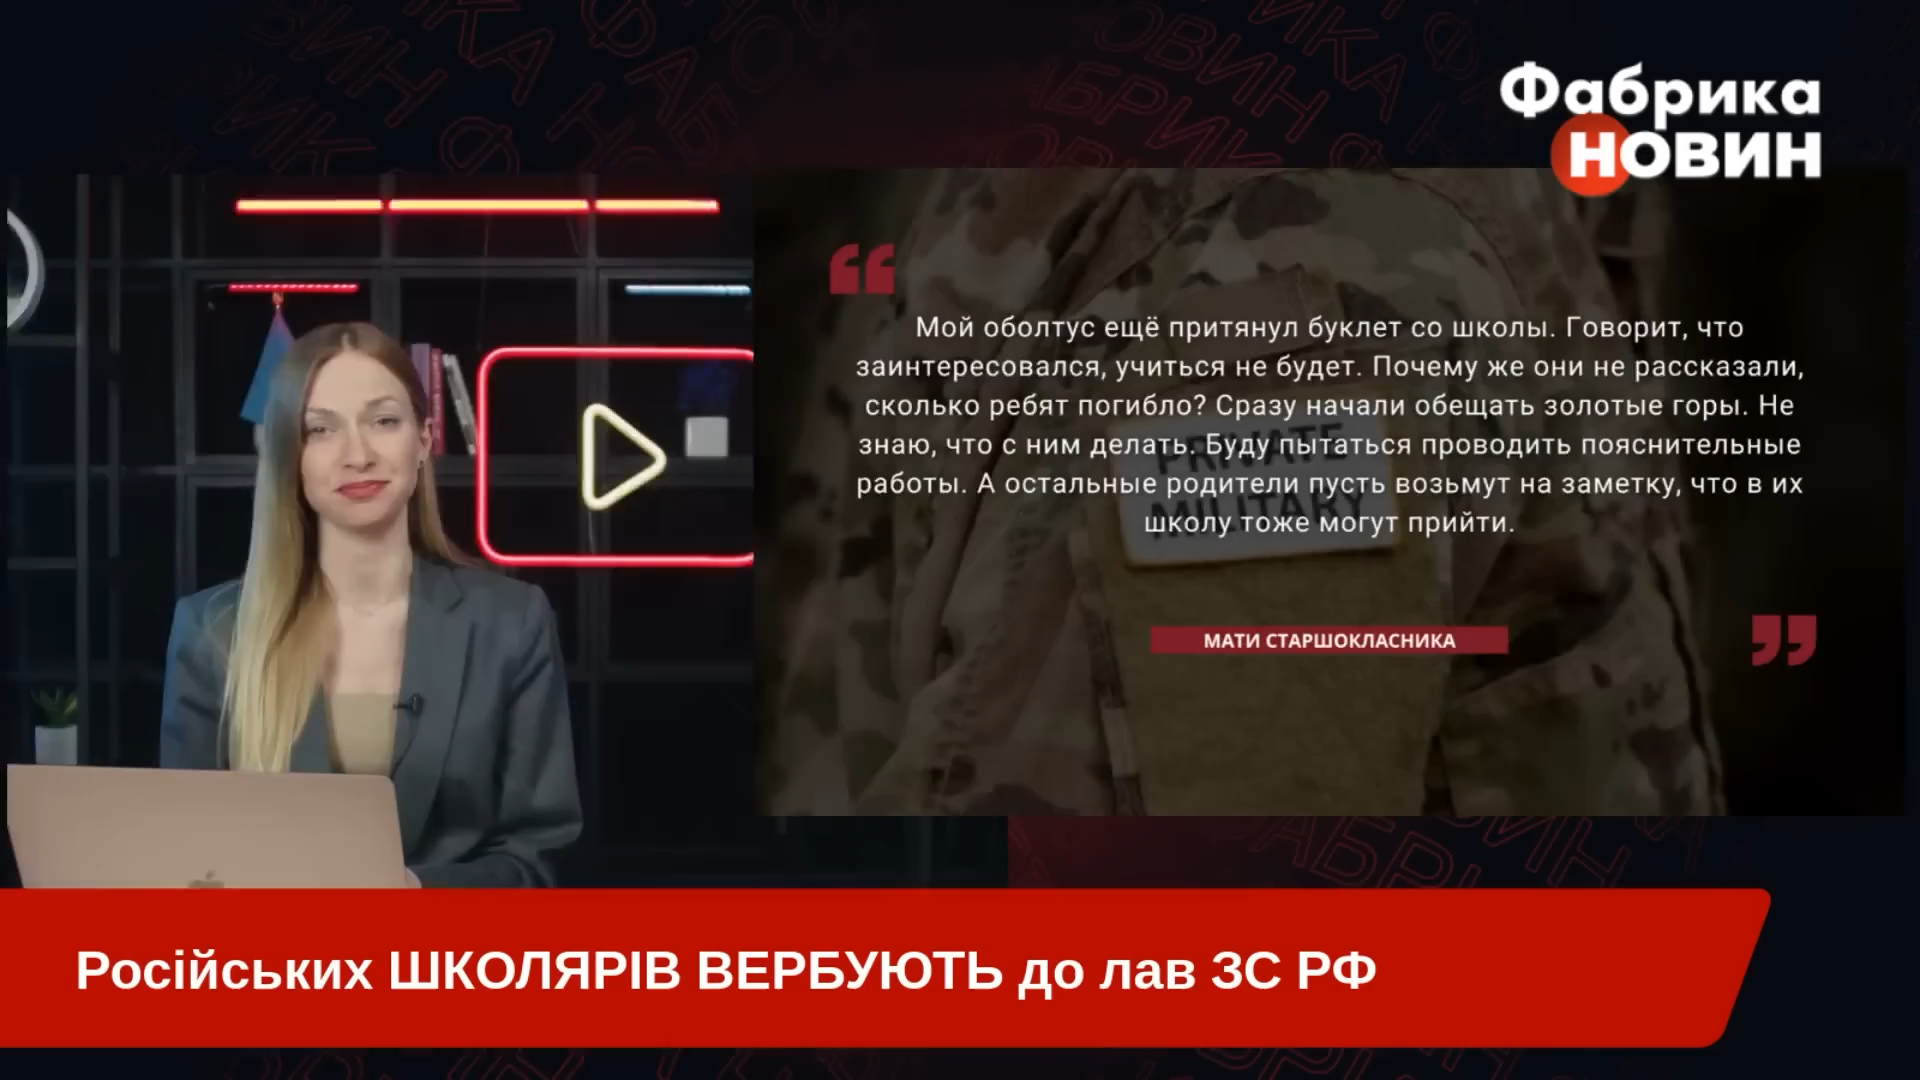 Фабрика
новин
Мой оболтус ещё притянул буклет со школы. Говорит, что
заинтересовался, учиться не будет. Почему же они не рассказали,
сколько ребят погибло? Сразу начали обещать золотые горы. Не
знаю, что с ним делать. Буду пытаться проводить пояснительные
работы. А остальные родители пусть возьмут на заметку, что в их
школу тоже могут прийти.
PRIVATE
MILITARY
МАТИ СТАРШОКЛАСНИКА
Російських ШКОЛЯРІВ ВЕРБУЮТЬ до лав ЗС РФ